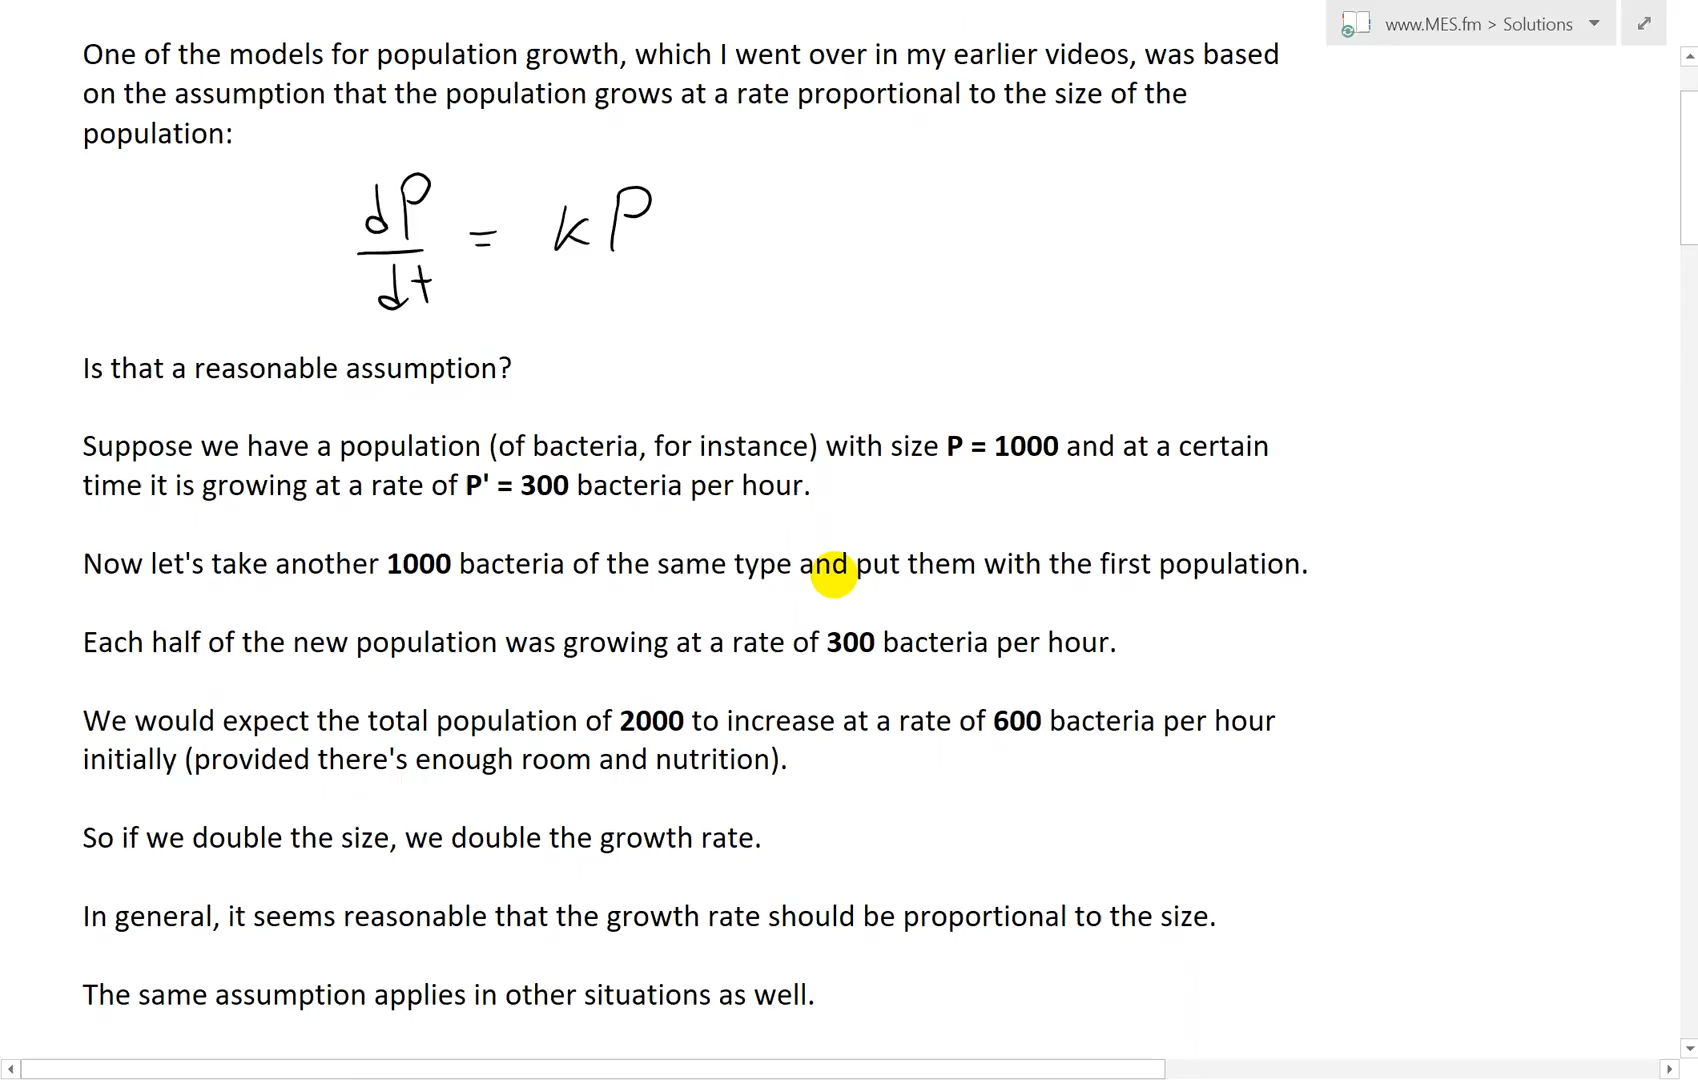 www.MES.fm > Solutions
One of the models for population growth, which I went over in my earlier videos, was based
on the assumption that the population grows at a rate proportional to the size of the
population:
dP
dt
= kP
Is that a reasonable assumption?
Suppose we have a population (of bacteria, for instance) with size P = 1000 and at a certain
time it is growing at a rate of P' = 300 bacteria per hour.
Now let's take another 1000 bacteria of the same type and put them with the first population.
Each half of the new population was growing at a rate of 300 bacteria per hour.
We would expect the total population of 2000 to increase at a rate of 600 bacteria per hour
initially (provided there's enough room and nutrition).
So if we double the size, we double the growth rate.
In general, it seems reasonable that the growth rate should be proportional to the size.
The same assumption applies in other situations as well.